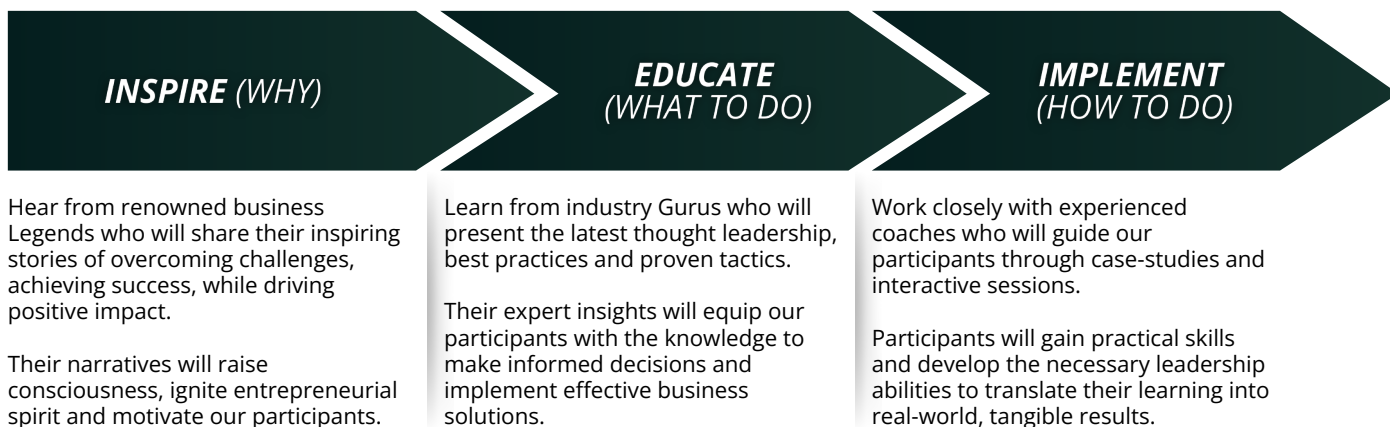 INSPIRE (WHY)
Hear from renowned business
Legends who will share their inspiring
stories of overcoming challenges,
achieving success, while driving
positive impact.
Their narratives will raise
consciousness, ignite entrepreneurial
spirit and motivate our participants.
EDUCATE
(WHAT TO DO)
Learn from industry Gurus who will
present the latest thought leadership,
best practices and proven tactics.
Their expert insights will equip our
participants with the knowledge to
make informed decisions and
implement effective business
solutions.
IMPLEMENT
(HOW TO DO)
Work closely with experienced
coaches who will guide our
participants through case-studies and
interactive sessions.
Participants will gain practical skills
and develop the necessary leadership
abilities to translate their learning into
real-world, tangible results.